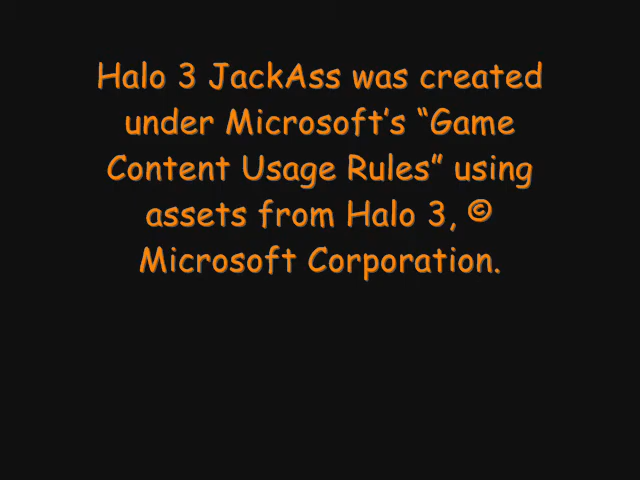 Halo 3 JackAss was created
under Microsoft’s “Game
Content Usage Rules” using
assets from Halo 3, ©
Microsoft Corporation.